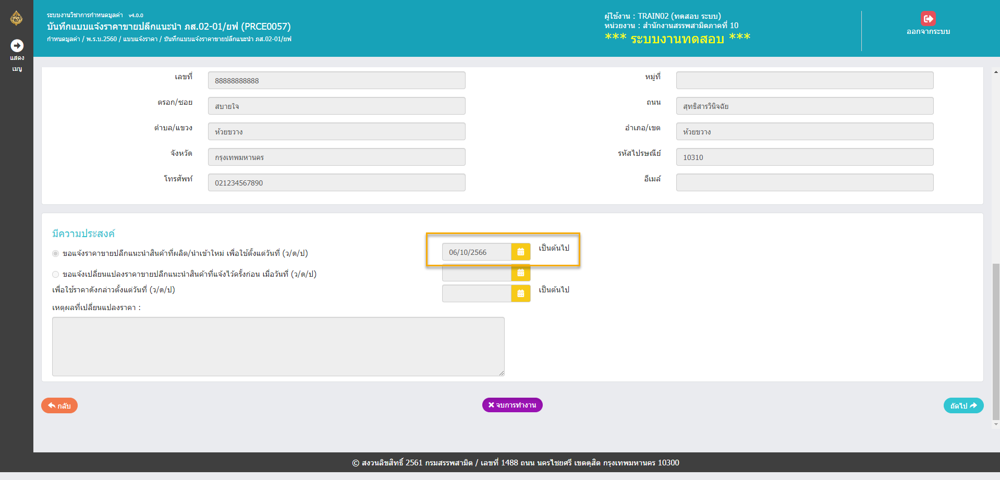 ระบบงานวิชาการกำหนดมูลค่า v4.0.0
บันทึกแบบแจ้งราคาขายปลีกแนะนำ ภส.02-01/ยฟ (PRCE0057)
กำหนดมูลค่า / พ.ร.บ.2560 / แบบแจ้งราคา / บันทึกแบบแจ้งราคาขายปลีกแนะนำ ภส.02-01/ยฟ
ผู้ใช้งาน : TRAIN02 (ทดสอบ ระบบ)
หน่วยงาน : สำนักงานสรรพสามิตภาคที่ 10
*** ระบบงานทดสอบ ***
ออกจากระบบ
แสดง
เมนู
เลขที่ 88888888888 หมู่ที่
ตรอก/ซอย สบายใจ ถนน สุทธิสารวินิจฉัย
ตำบล/แขวง ห้วยขวาง อำเภอ/เขต ห้วยขวาง
จังหวัด กรุงเทพมหานคร รหัสไปรษณีย์ 10310
โทรศัพท์ 021234567890 อีเมล์
มีความประสงค์
ขอแจ้งราคาขายปลีกแนะนำสินค้าที่ผลิต/นำเข้าใหม่ เพื่อใช้ตั้งแต่วันที่ (ว/ด/ป) 06/10/2566 เป็นต้นไป
ขอแจ้งเปลี่ยนแปลงราคาขายปลีกแนะนำสินค้าที่แจ้งไว้ครั้งก่อน เมื่อวันที่ (ว/ด/ป)
เพื่อใช้ราคาดังกล่าวตั้งแต่วันที่ (ว/ด/ป) เป็นต้นไป
เหตุผลที่เปลี่ยนแปลงราคา :
กลับ จบการทำงาน ถัดไป
© สงวนลิขสิทธิ์ 2561 กรมสรรพสามิต / เลขที่ 1488 ถนน นครไชยศรี เขตดุสิต กรุงเทพมหานคร 10300